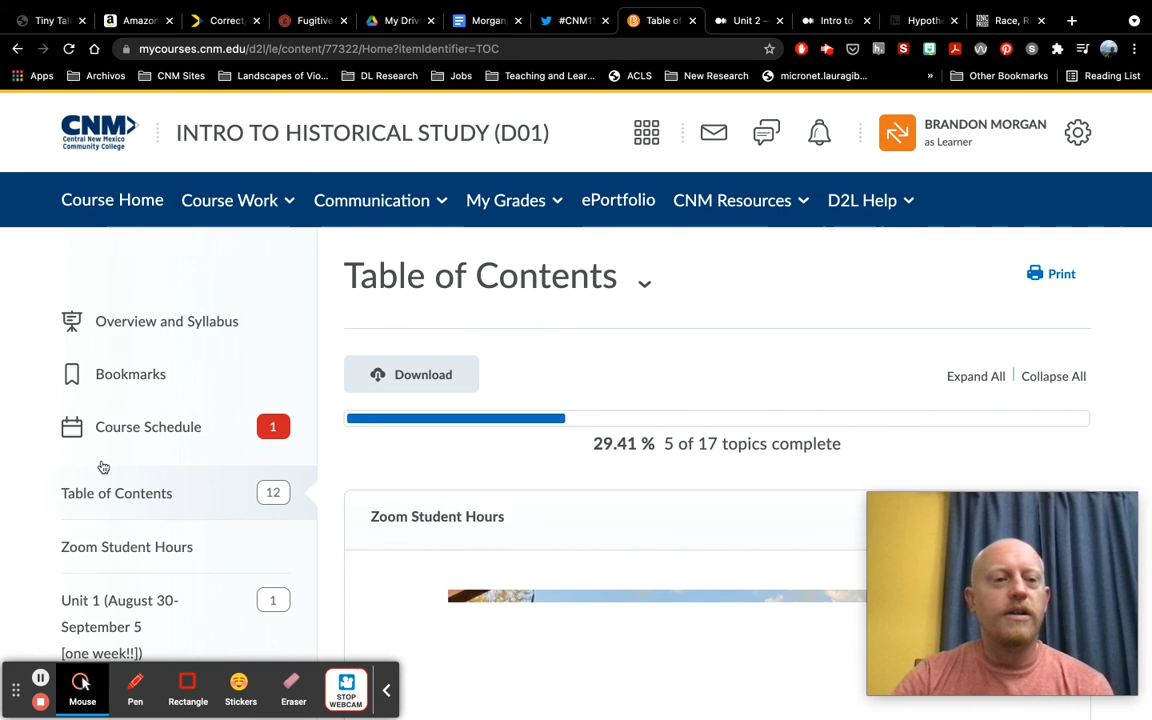 Tiny Tale
Amazon
Correct
Fugitive
My Driv
Morgan,
#CNM1
Table of
Unit 2 –
Intro to
Hypothe
Race, R
mycourses.cnm.edu/d2l/le/content/77322/Home?itemIdentifier=TOC
Apps
Archivos
CNM Sites
Landscapes of Vio...
DL Research
Jobs
Teaching and Lear...
ACLS
New Research
micronet.lauragib...
»
Other Bookmarks
Reading List
CNM
Central New Mexico
Community College
INTRO TO HISTORICAL STUDY (D01)
BRANDON MORGAN
as Learner
Course Home
Course Work
Communication
My Grades
ePortfolio
CNM Resources
D2L Help
Table of Contents
Print
Overview and Syllabus
Bookmarks
Course Schedule
1
Table of Contents
12
Zoom Student Hours
Unit 1 (August 30-
September 5
[one week!!])
1
Download
Expand All
Collapse All
29.41 % 5 of 17 topics complete
Zoom Student Hours
Mouse
Pen
Rectangle
Stickers
Eraser
STOP
WEBCAM